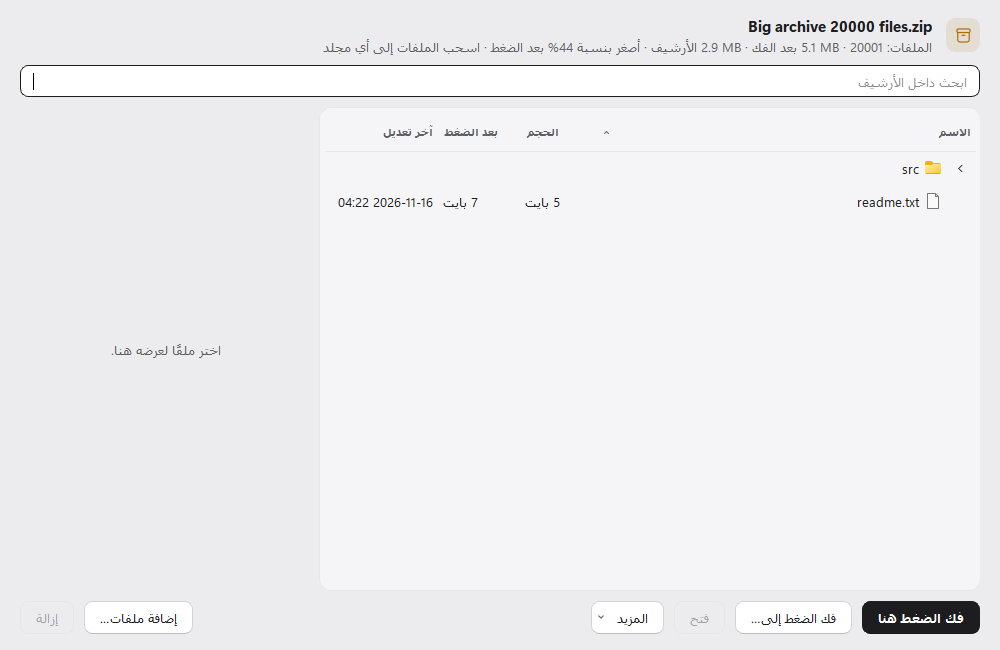 Big archive 20000 files.zip
الملفات: 20001 · 5.1 MB بعد الفك · 2.9 MB الأرشيف · أصغر بنسبة 44% بعد الضغط · اسحب الملفات إلى أي مجلد
ابحث داخل الأرشيف
الاسم الحجم بعد الضغط آخر تعديل
src
readme.txt 5 بايت 7 بايت 2026-11-16 04:22
اختر ملفًا لعرضه هنا.
فك الضغط هنا فك الضغط إلى... فتح المزيد إضافة ملفات... إزالة